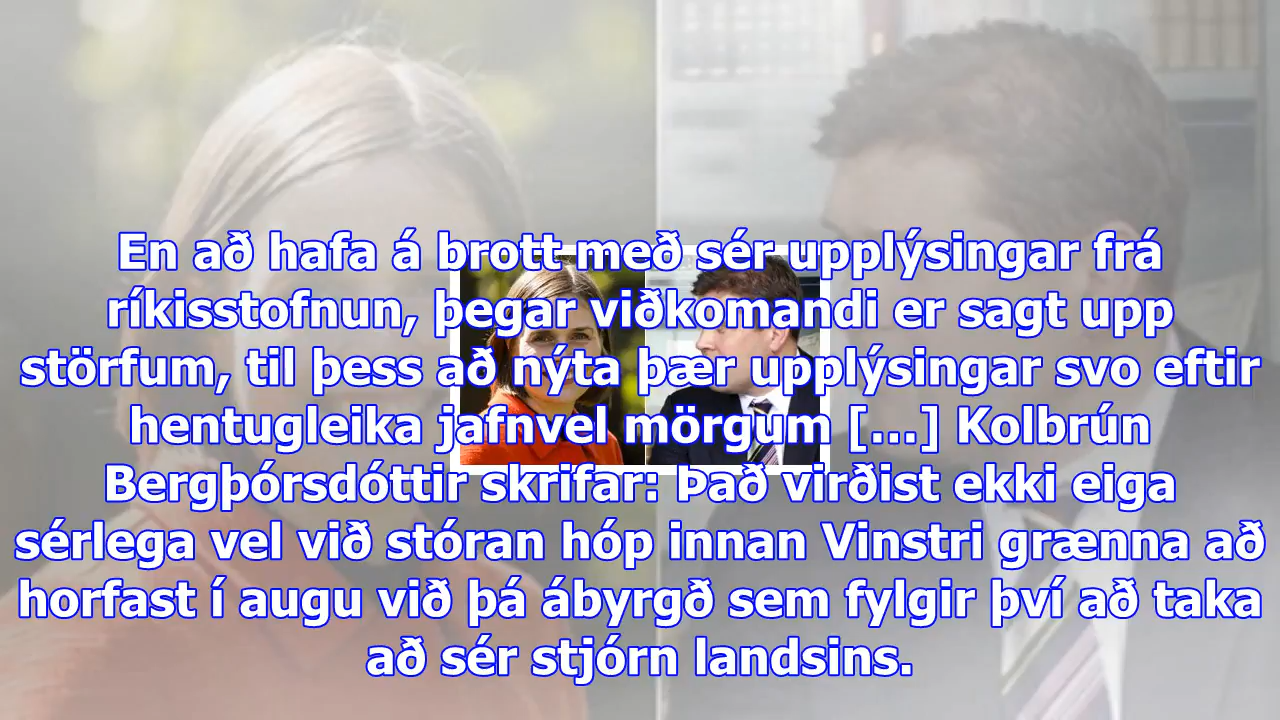 En að hafa á brott með sér upplýsingar frá
ríkisstofnun, þegar viðkomandi er sagt upp
störfum, til þess að nýta þær upplýsingar svo eftir
hentugleika jafnvel mörgum [...] Kolbrún
Bergþórsdóttir skrifar: Það virðist ekki eiga
sérlega vel við stóran hóp innan Vinstri grænna að
horfast í augu við þá ábyrgð sem fylgir því að taka
að sér stjórn landsins.